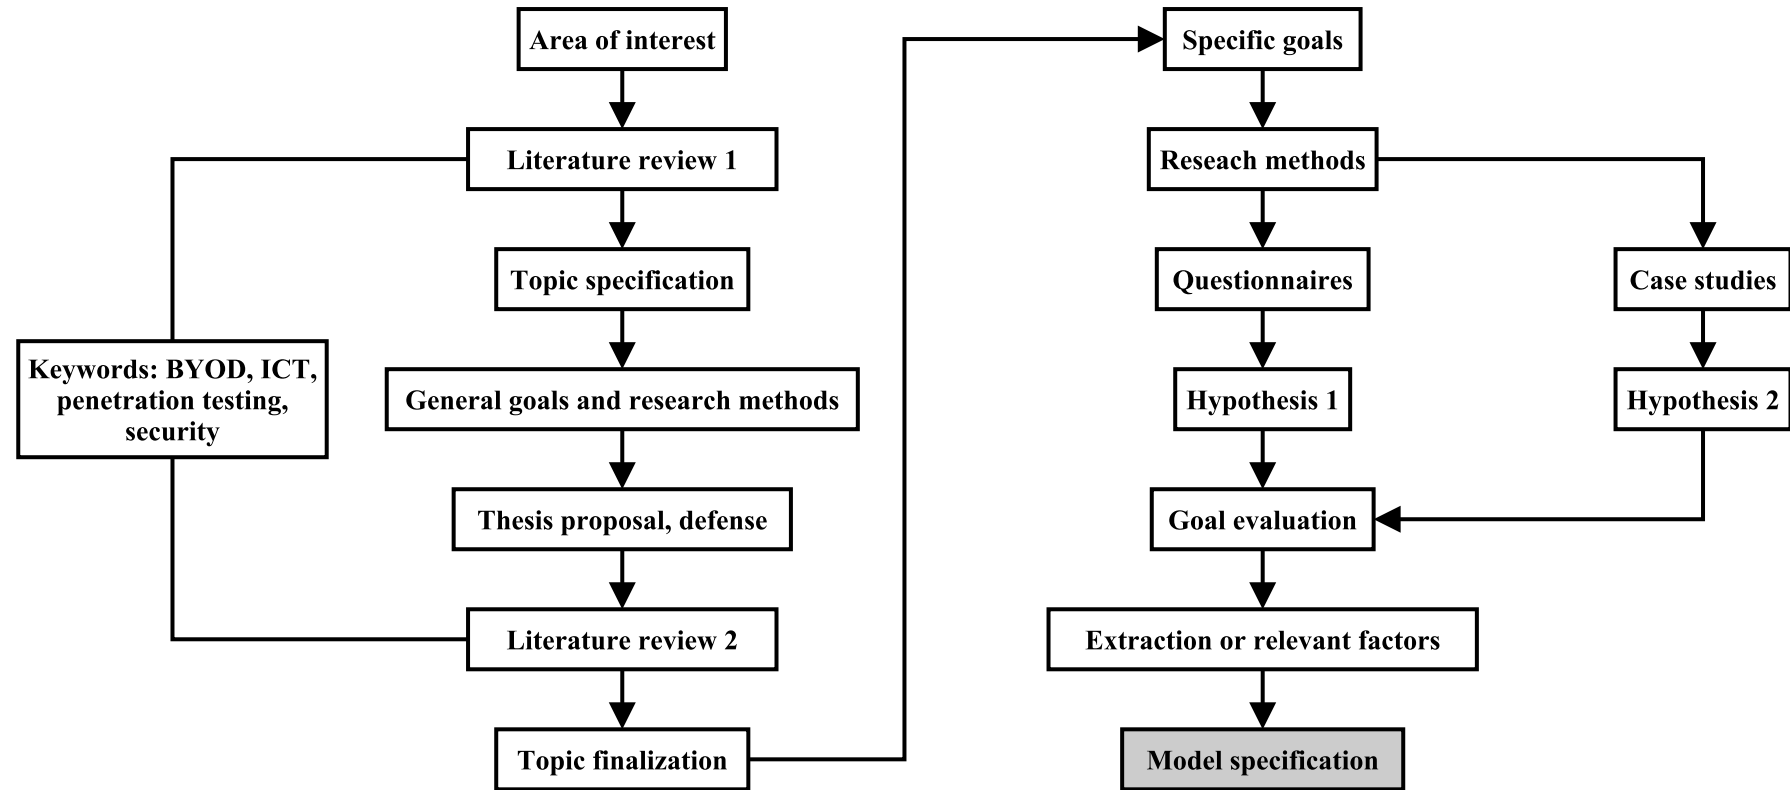 Area of interest
Literature review 1
Topic specification
Keywords: BYOD, ICT,
penetration testing,
security
General goals and research methods
Thesis proposal, defense
Literature review 2
Topic finalization
Specific goals
Reseach methods
Questionnaires
Case studies
Hypothesis 1
Hypothesis 2
Goal evaluation
Extraction or relevant factors
Model specification